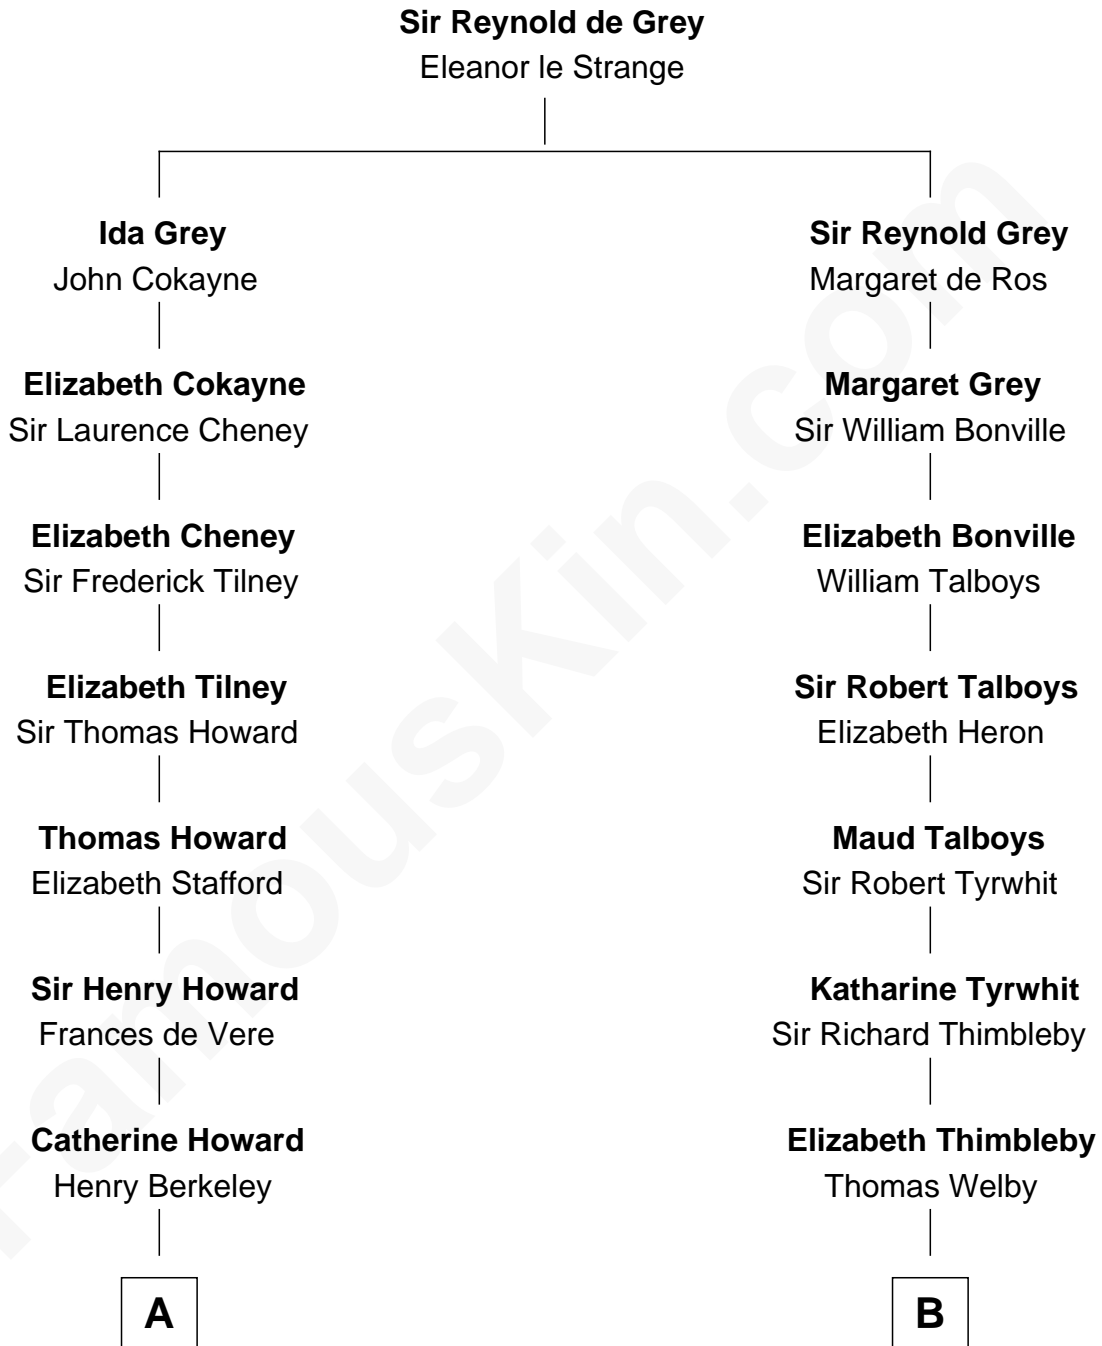 Sir Reynold de Grey
Eleanor le Strange
Ida Grey
John Cokayne
Sir Reynold Grey
Margaret de Ros
Elizabeth Cokayne
Sir Laurence Cheney
Margaret Grey
Sir William Bonville
Elizabeth Cheney
Sir Frederick Tilney
Elizabeth Bonville
William Talboys
Elizabeth Tilney
Sir Thomas Howard
Sir Robert Talboys
Elizabeth Heron
Thomas Howard
Elizabeth Stafford
Maud Talboys
Sir Robert Tyrwhit
Sir Henry Howard
Frances de Vere
Katharine Tyrwhit
Sir Richard Thimbleby
Catherine Howard
Henry Berkeley
Elizabeth Thimbleby
Thomas Welby
A
B
FamousKin.com